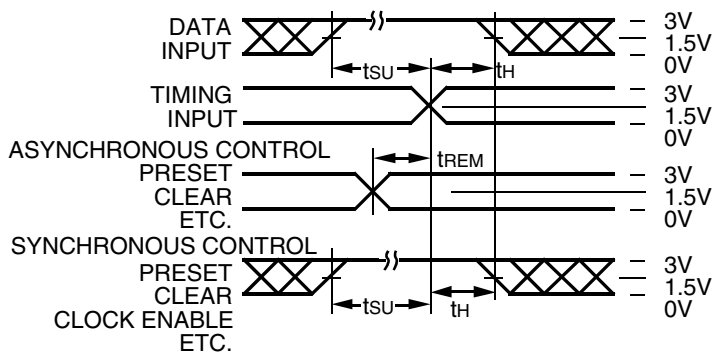 DATA
INPUT
tSU
tH
3V
1.5V
0V
TIMING
INPUT
3V
1.5V
0V
ASYNCHRONOUS CONTROL
PRESET
CLEAR
ETC.
tREM
3V
1.5V
0V
SYNCHRONOUS CONTROL
PRESET
CLEAR
CLOCK ENABLE
ETC.
tSU
tH
3V
1.5V
0V